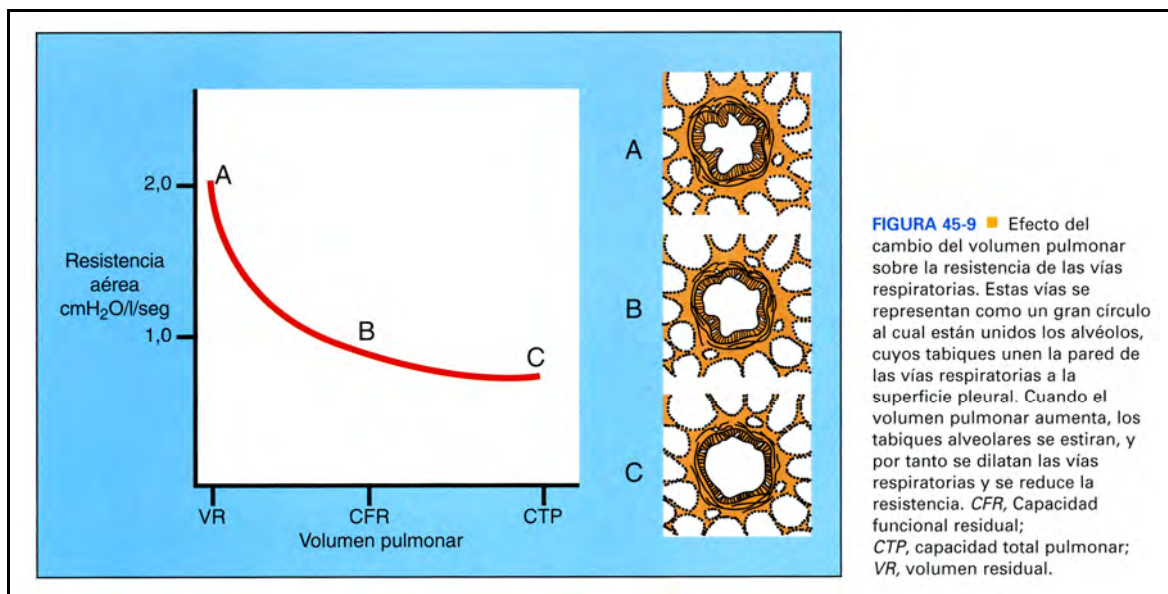 A
2,0
Resistencia
aérea
cmH₂O/l/seg
1,0
B
C
VR
CFR
CTP
Volumen pulmonar
A
B
C
FIGURA 45-9 ■ Efecto del
cambio del volumen pulmonar
sobre la resistencia de las vías
respiratorias. Estas vías se
representan como un gran círculo
al cual están unidos los alvéolos,
cuyos tabiques unen la pared de
las vías respiratorias a la
superficie pleural. Cuando el
volumen pulmonar aumenta, los
tabiques alveolares se estiran, y
por tanto se dilatan las vías
respiratorias y se reduce la
resistencia. CFR, Capacidad
funcional residual;
CTP, capacidad total pulmonar;
VR, volumen residual.